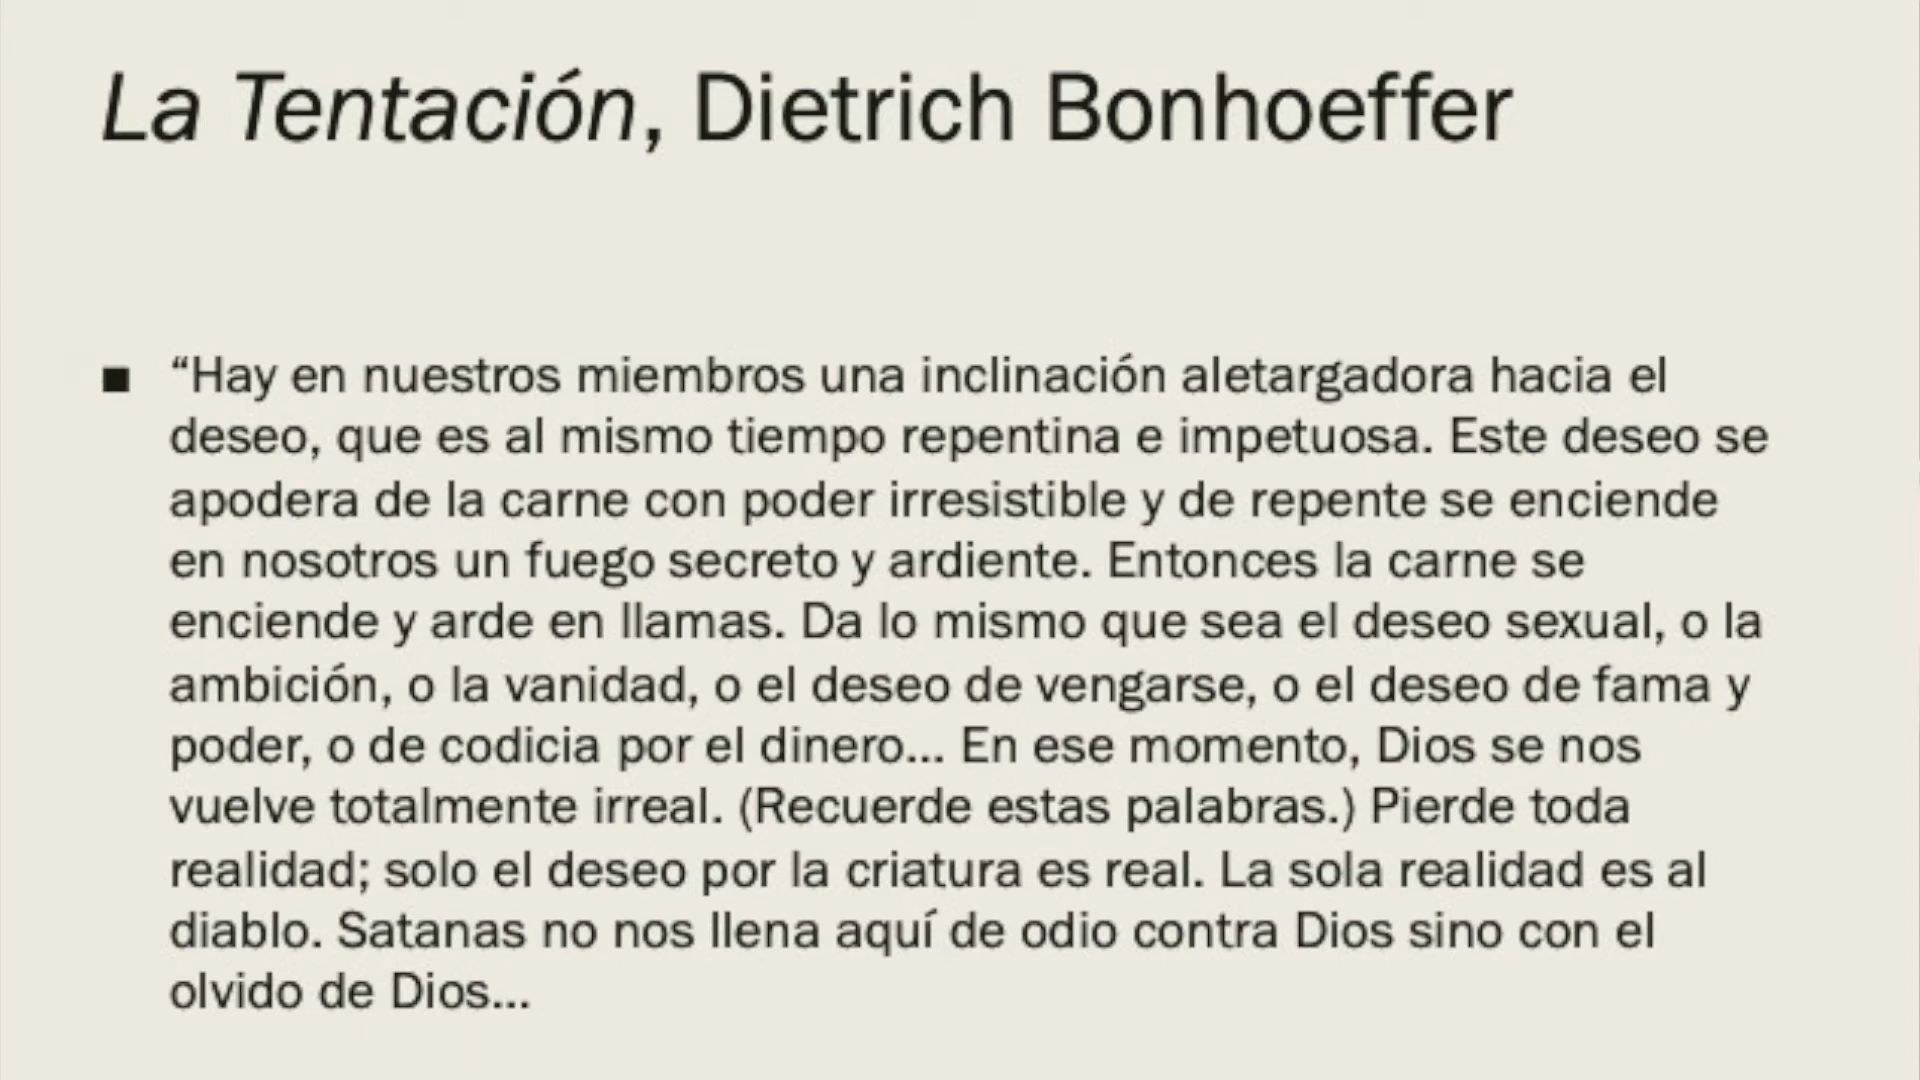 La Tentación, Dietrich Bonhoeffer
■ “Hay en nuestros miembros una inclinación aletargadora hacia el
deseo, que es al mismo tiempo repentina e impetuosa. Este deseo se
apodera de la carne con poder irresistible y de repente se enciende
en nosotros un fuego secreto y ardiente. Entonces la carne se
enciende y arde en llamas. Da lo mismo que sea el deseo sexual, o la
ambición, o la vanidad, o el deseo de vengarse, o el deseo de fama y
poder, o de codicia por el dinero... En ese momento, Dios se nos
vuelve totalmente irreal. (Recuerde estas palabras.) Pierde toda
realidad; solo el deseo por la criatura es real. La sola realidad es al
diablo. Satanas no nos llena aquí de odio contra Dios sino con el
olvido de Dios...